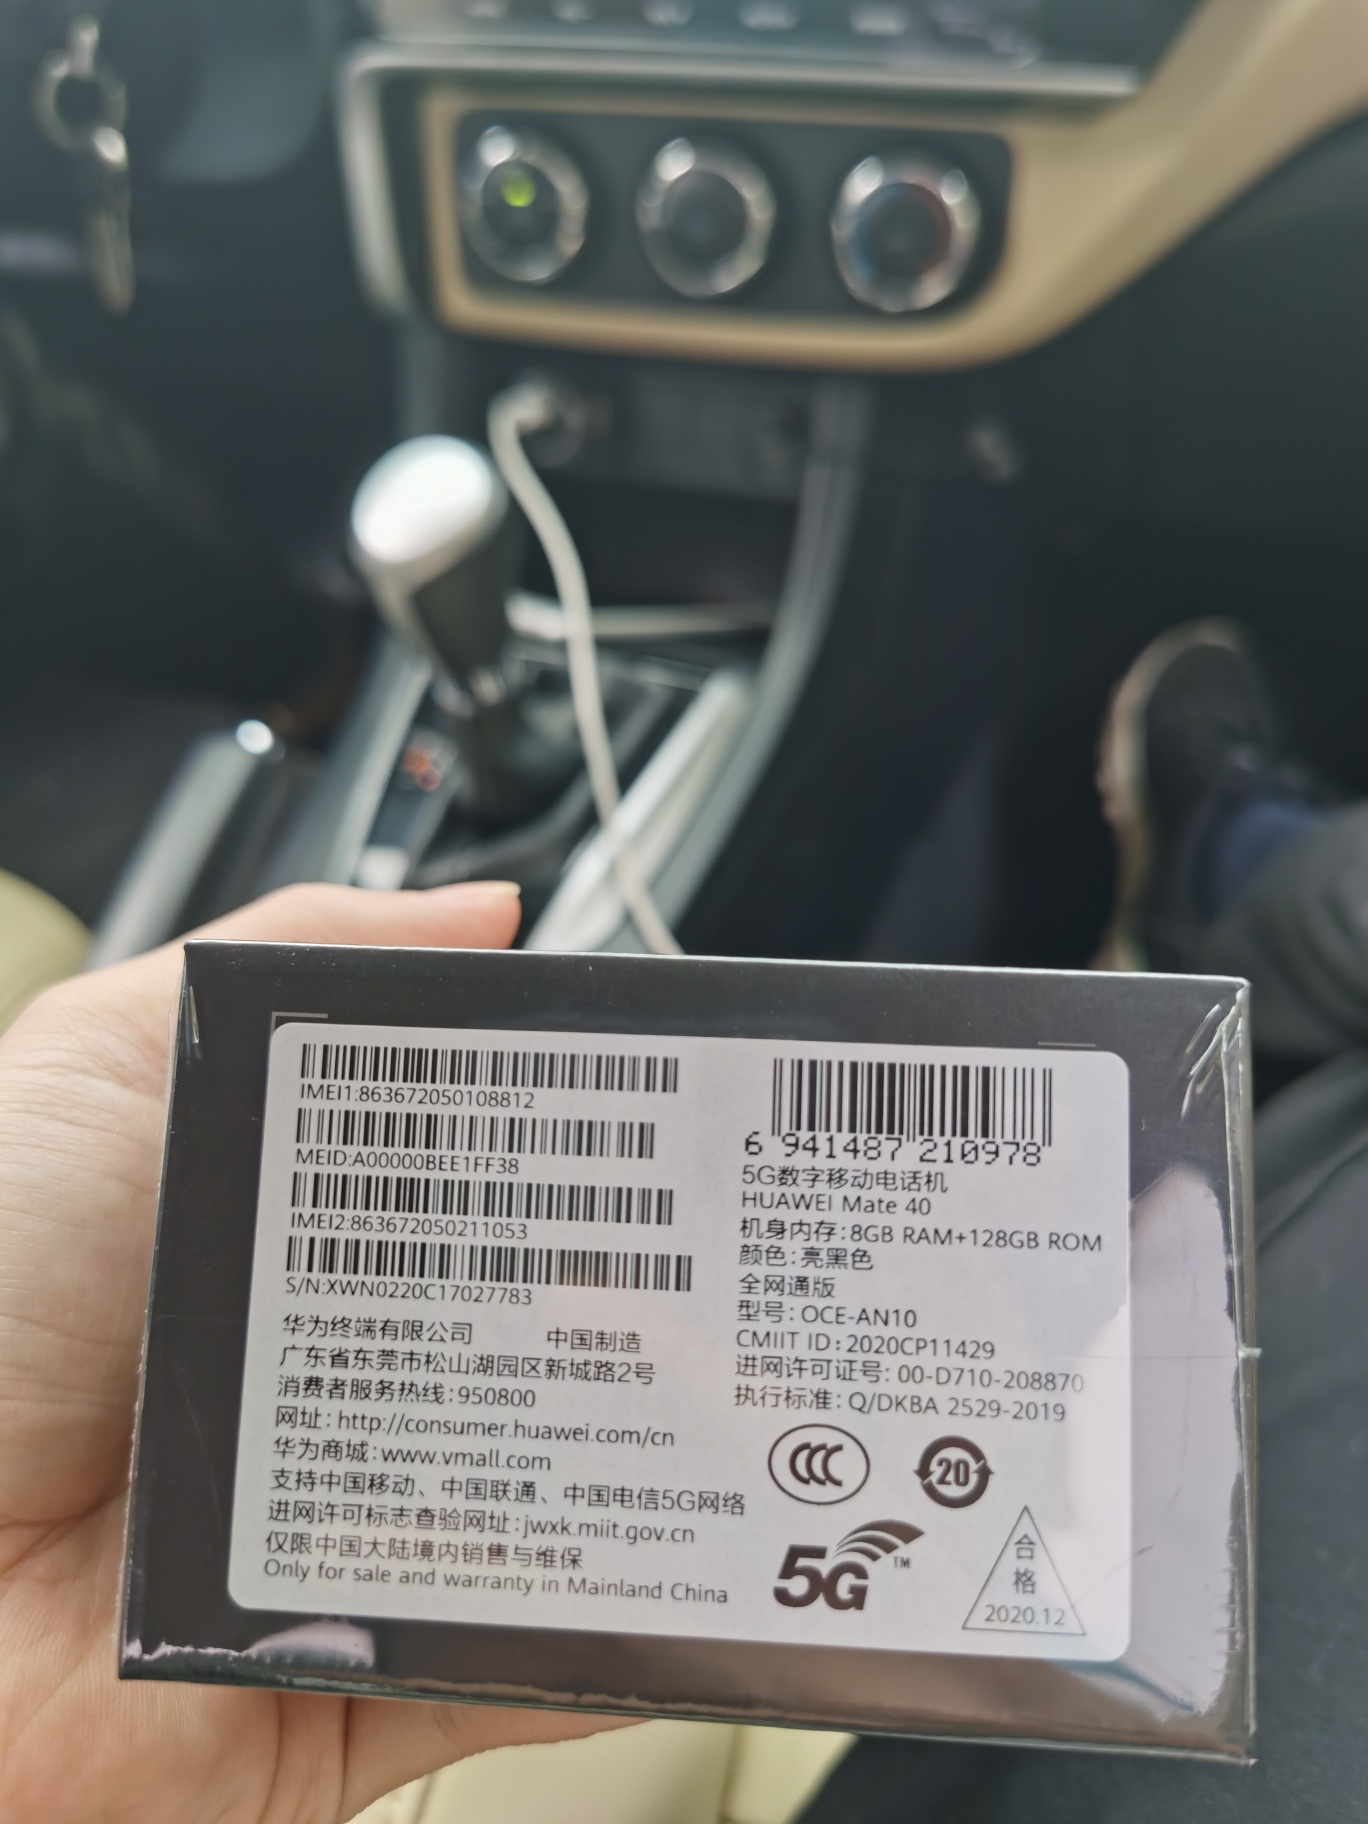 IMEI1:863672050108812
MEID:A00000BEE1FF38
IMEI2:863672050211053
S/N:XWN0220C17027783
华为终端有限公司 中国制造
广东省东莞市松山湖园区新城路2号
消费者服务热线:950800
网址:http://consumer.huawei.com/cn
华为商城:www.vmall.com
支持中国移动、中国联通、中国电信5G网络
进网许可标志查验网址:jwxk.miit.gov.cn
仅限中国大陆境内销售与维保
Only for sale and warranty in Mainland China
6 941487 210978
5G数字移动电话机
HUAWEI Mate 40
机身内存:8GB RAM+128GB ROM
颜色:亮黑色
全网通版
型号:OCE-AN10
CMIIT ID:2020CP11429
进网许可证号:00-D710-208870
执行标准:Q/DKBA 2529-2019
CCC
20
5G TM
合
格
2020.12